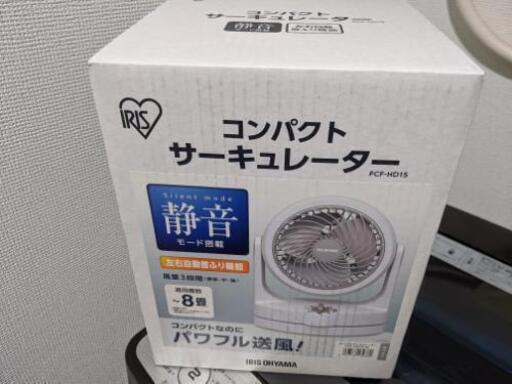 コンパクト
サーキュレーター
静音
IRIS
コンパクト
サーキュレーター
PCF-HD15
Silent mode
静音
モード搭載
左右自動首ふり機能
風量3段階
適用畳数
~8畳
コンパクトなのに
パワフル送風!
IRIS OHYAMA